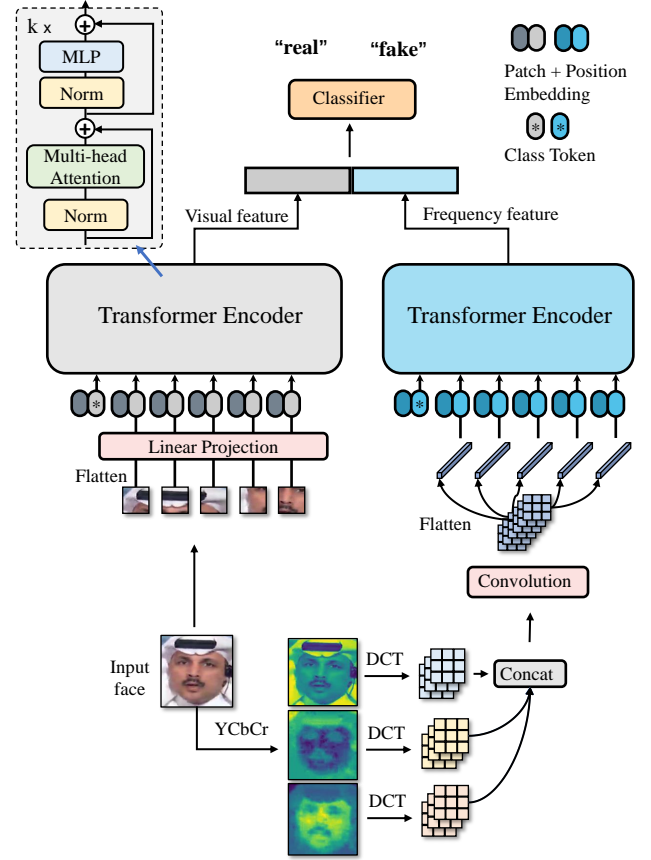 k x
MLP
Norm
Multi-head
Attention
Norm
“real”
“fake”
Classifier
Patch + Position
Embedding
* *
Class Token
Visual feature
Frequency feature
Transformer Encoder
Transformer Encoder
*
*
Linear Projection
Flatten
Flatten
Convolution
Input
face
DCT
Concat
YCbCr
DCT
DCT